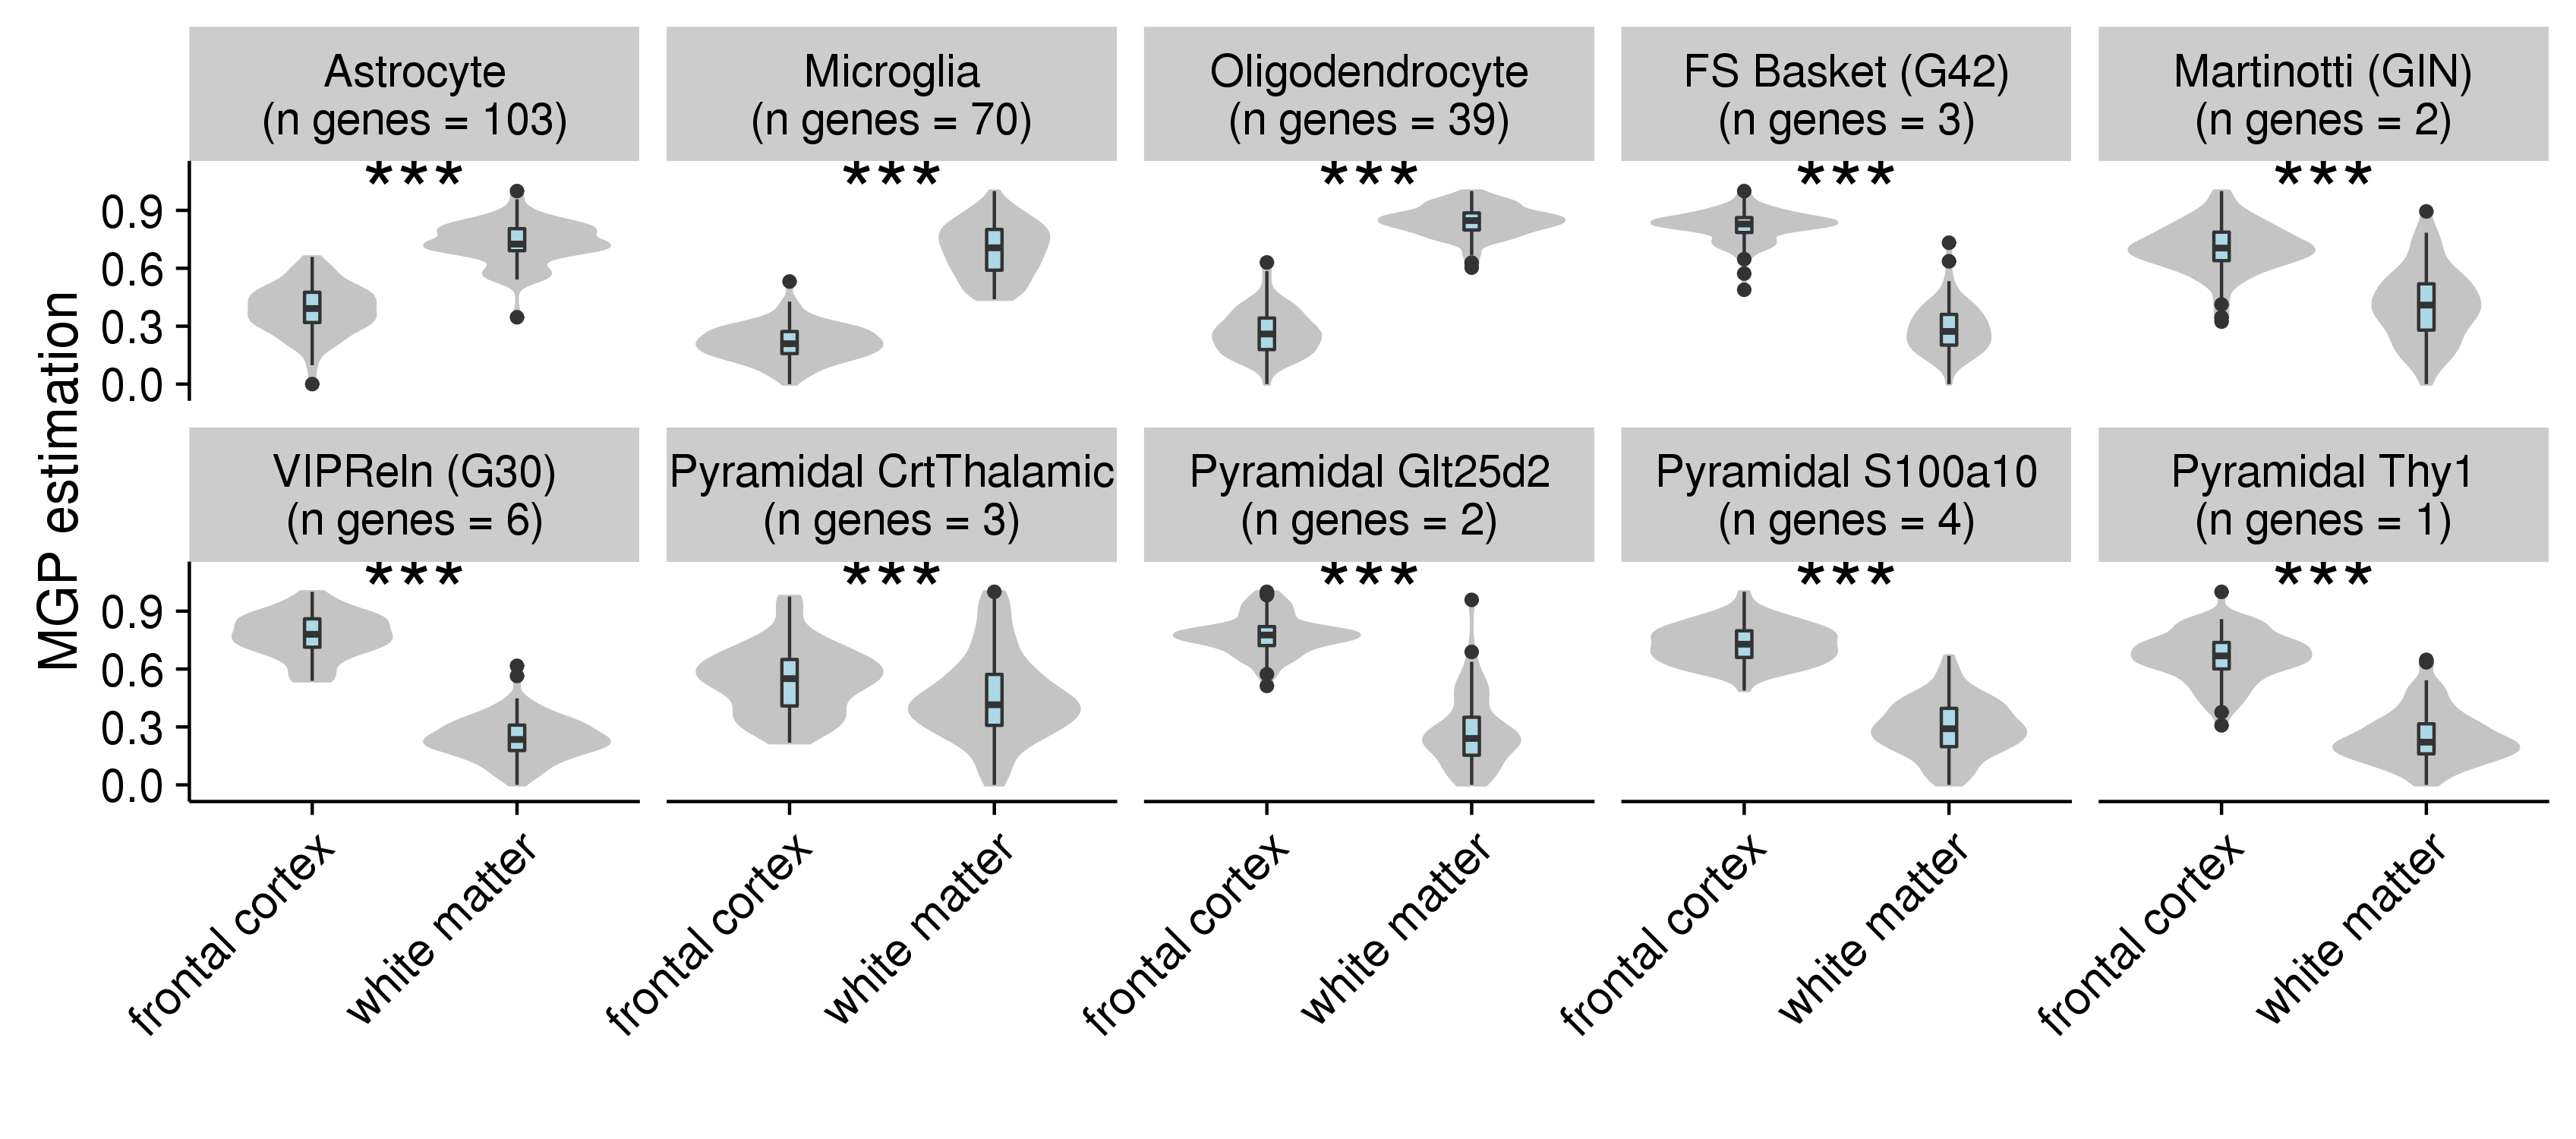 Astrocyte
(n genes = 103)
Microglia
(n genes = 70)
Oligodendrocyte
(n genes = 39)
FS Basket (G42)
(n genes = 3)
Martinotti (GIN)
(n genes = 2)
***
***
***
***
***
0.9
0.6
0.3
0.0
MGP estimation
VIPReln (G30)
(n genes = 6)
Pyramidal CrtThalamic
(n genes = 3)
Pyramidal Glt25d2
(n genes = 2)
Pyramidal S100a10
(n genes = 4)
Pyramidal Thy1
(n genes = 1)
***
***
***
***
***
0.9
0.6
0.3
0.0
frontal cortex
white matter
frontal cortex
white matter
frontal cortex
white matter
frontal cortex
white matter
frontal cortex
white matter